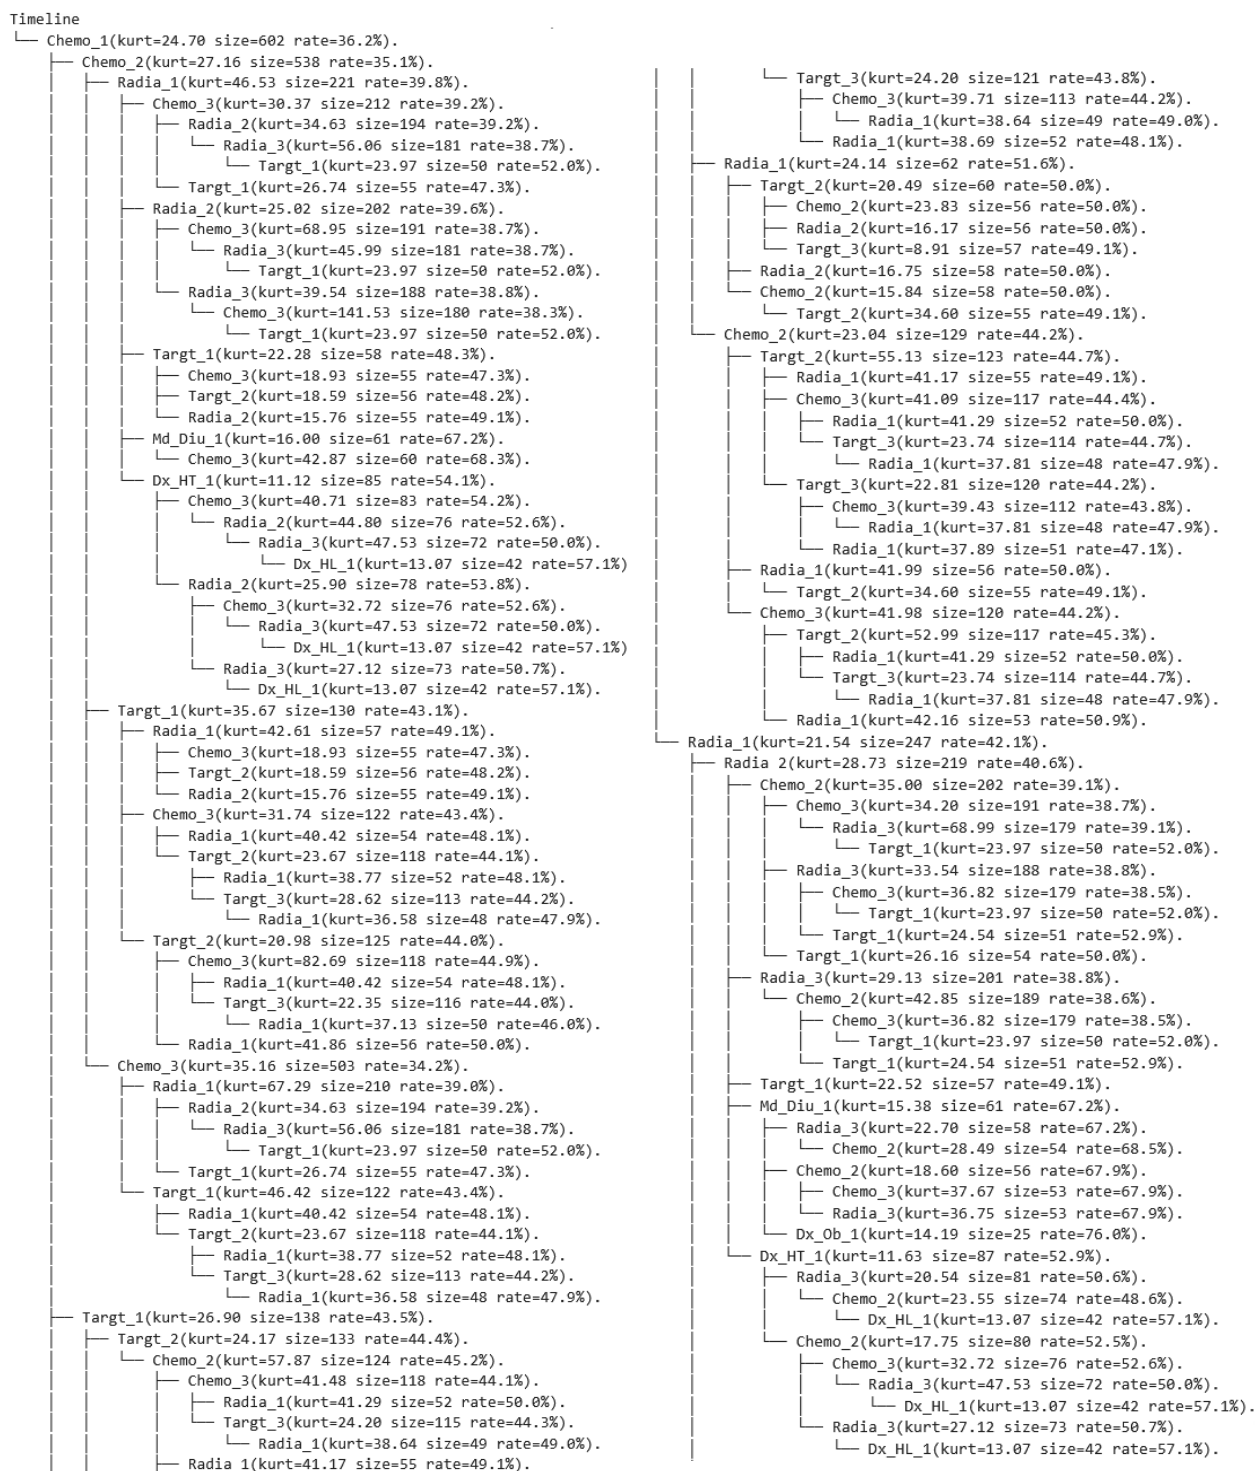 Timeline
└── Chemo_1(kurt=24.70 size=602 rate=36.2%).
├── Chemo_2(kurt=27.16 size=538 rate=35.1%).
├── Radia_1(kurt=46.53 size=221 rate=39.8%).
├── Chemo_3(kurt=30.37 size=212 rate=39.2%).
├── Radia_2(kurt=34.63 size=194 rate=39.2%).
└── Radia_3(kurt=56.06 size=181 rate=38.7%).
└── Targt_1(kurt=23.97 size=50 rate=52.0%).
└── Targt_1(kurt=26.74 size=55 rate=47.3%).
├── Radia_2(kurt=25.02 size=202 rate=39.6%).
├── Chemo_3(kurt=68.95 size=191 rate=38.7%).
└── Radia_3(kurt=45.99 size=181 rate=38.7%).
└── Targt_1(kurt=23.97 size=50 rate=52.0%).
└── Radia_3(kurt=39.54 size=188 rate=38.8%).
└── Chemo_3(kurt=141.53 size=180 rate=38.3%).
└── Targt_1(kurt=23.97 size=50 rate=52.0%).
├── Targt_1(kurt=22.28 size=58 rate=48.3%).
├── Chemo_3(kurt=18.93 size=55 rate=47.3%).
├── Targt_2(kurt=18.59 size=56 rate=48.2%).
└── Radia_2(kurt=15.76 size=55 rate=49.1%).
├── Md_Diu_1(kurt=16.00 size=61 rate=67.2%).
└── Chemo_3(kurt=42.87 size=60 rate=68.3%).
└── Dx_HT_1(kurt=11.12 size=85 rate=54.1%).
├── Chemo_3(kurt=40.71 size=83 rate=54.2%).
└── Radia_2(kurt=44.80 size=76 rate=52.6%).
└── Radia_3(kurt=47.53 size=72 rate=50.0%).
└── Dx_HL_1(kurt=13.07 size=42 rate=57.1%)
└── Radia_2(kurt=25.90 size=78 rate=53.8%).
├── Chemo_3(kurt=32.72 size=76 rate=52.6%).
└── Radia_3(kurt=47.53 size=72 rate=50.0%).
└── Dx_HL_1(kurt=13.07 size=42 rate=57.1%)
└── Radia_3(kurt=27.12 size=73 rate=50.7%).
└── Dx_HL_1(kurt=13.07 size=42 rate=57.1%).
├── Targt_1(kurt=35.67 size=130 rate=43.1%).
├── Radia_1(kurt=42.61 size=57 rate=49.1%).
├── Chemo_3(kurt=18.93 size=55 rate=47.3%).
├── Targt_2(kurt=18.59 size=56 rate=48.2%).
└── Radia_2(kurt=15.76 size=55 rate=49.1%).
├── Chemo_3(kurt=31.74 size=122 rate=43.4%).
├── Radia_1(kurt=40.42 size=54 rate=48.1%).
└── Targt_2(kurt=23.67 size=118 rate=44.1%).
├── Radia_1(kurt=38.77 size=52 rate=48.1%).
└── Targt_3(kurt=28.62 size=113 rate=44.2%).
└── Radia_1(kurt=36.58 size=48 rate=47.9%).
└── Targt_2(kurt=20.98 size=125 rate=44.0%).
├── Chemo_3(kurt=82.69 size=118 rate=44.9%).
├── Radia_1(kurt=40.42 size=54 rate=48.1%).
└── Targt_3(kurt=22.35 size=116 rate=44.0%).
└── Radia_1(kurt=37.13 size=50 rate=46.0%).
└── Radia_1(kurt=41.86 size=56 rate=50.0%).
└── Chemo_3(kurt=35.16 size=503 rate=34.2%).
├── Radia_1(kurt=67.29 size=210 rate=39.0%).
├── Radia_2(kurt=34.63 size=194 rate=39.2%).
└── Radia_3(kurt=56.06 size=181 rate=38.7%).
└── Targt_1(kurt=23.97 size=50 rate=52.0%).
└── Targt_1(kurt=26.74 size=55 rate=47.3%).
└── Targt_1(kurt=46.42 size=122 rate=43.4%).
├── Radia_1(kurt=40.42 size=54 rate=48.1%).
└── Targt_2(kurt=23.67 size=118 rate=44.1%).
├── Radia_1(kurt=38.77 size=52 rate=48.1%).
└── Targt_3(kurt=28.62 size=113 rate=44.2%).
└── Radia_1(kurt=36.58 size=48 rate=47.9%).
├── Targt_1(kurt=26.90 size=138 rate=43.5%).
├── Targt_2(kurt=24.17 size=133 rate=44.4%).
└── Chemo_2(kurt=57.87 size=124 rate=45.2%).
├── Chemo_3(kurt=41.48 size=118 rate=44.1%).
├── Radia_1(kurt=41.29 size=52 rate=50.0%).
└── Targt_3(kurt=24.20 size=115 rate=44.3%).
└── Radia_1(kurt=38.64 size=49 rate=49.0%).
├── Radia_1(kurt=41.17 size=55 rate=49.1%).
└── Targt_3(kurt=24.20 size=121 rate=43.8%).
├── Chemo_3(kurt=39.71 size=113 rate=44.2%).
└── Radia_1(kurt=38.64 size=49 rate=49.0%).
└── Radia_1(kurt=38.69 size=52 rate=48.1%).
├── Radia_1(kurt=24.14 size=62 rate=51.6%).
├── Targt_2(kurt=20.49 size=60 rate=50.0%).
├── Chemo_2(kurt=23.83 size=56 rate=50.0%).
├── Radia_2(kurt=16.17 size=56 rate=50.0%).
└── Targt_3(kurt=8.91 size=57 rate=49.1%).
├── Radia_2(kurt=16.75 size=58 rate=50.0%).
└── Chemo_2(kurt=15.84 size=58 rate=50.0%).
└── Targt_2(kurt=34.60 size=55 rate=49.1%).
└── Chemo_2(kurt=23.04 size=129 rate=44.2%).
├── Targt_2(kurt=55.13 size=123 rate=44.7%).
├── Radia_1(kurt=41.17 size=55 rate=49.1%).
├── Chemo_3(kurt=41.09 size=117 rate=44.4%).
├── Radia_1(kurt=41.29 size=52 rate=50.0%).
└── Targt_3(kurt=23.74 size=114 rate=44.7%).
└── Radia_1(kurt=37.81 size=48 rate=47.9%).
└── Targt_3(kurt=22.81 size=120 rate=44.2%).
├── Chemo_3(kurt=39.43 size=112 rate=43.8%).
└── Radia_1(kurt=37.81 size=48 rate=47.9%).
└── Radia_1(kurt=37.89 size=51 rate=47.1%).
├── Radia_1(kurt=41.99 size=56 rate=50.0%).
└── Targt_2(kurt=34.60 size=55 rate=49.1%).
└── Chemo_3(kurt=41.98 size=120 rate=44.2%).
├── Targt_2(kurt=52.99 size=117 rate=45.3%).
├── Radia_1(kurt=41.29 size=52 rate=50.0%).
└── Targt_3(kurt=23.74 size=114 rate=44.7%).
└── Radia_1(kurt=37.81 size=48 rate=47.9%).
└── Radia_1(kurt=42.16 size=53 rate=50.9%).
└── Radia_1(kurt=21.54 size=247 rate=42.1%).
├── Radia 2(kurt=28.73 size=219 rate=40.6%).
├── Chemo_2(kurt=35.00 size=202 rate=39.1%).
├── Chemo_3(kurt=34.20 size=191 rate=38.7%).
└── Radia_3(kurt=68.99 size=179 rate=39.1%).
└── Targt_1(kurt=23.97 size=50 rate=52.0%).
├── Radia_3(kurt=33.54 size=188 rate=38.8%).
├── Chemo_3(kurt=36.82 size=179 rate=38.5%).
└── Targt_1(kurt=23.97 size=50 rate=52.0%).
└── Targt_1(kurt=24.54 size=51 rate=52.9%).
└── Targt_1(kurt=26.16 size=54 rate=50.0%).
├── Radia_3(kurt=29.13 size=201 rate=38.8%).
└── Chemo_2(kurt=42.85 size=189 rate=38.6%).
├── Chemo_3(kurt=36.82 size=179 rate=38.5%).
└── Targt_1(kurt=23.97 size=50 rate=52.0%).
└── Targt_1(kurt=24.54 size=51 rate=52.9%).
├── Targt_1(kurt=22.52 size=57 rate=49.1%).
├── Md_Diu_1(kurt=15.38 size=61 rate=67.2%).
├── Radia_3(kurt=22.70 size=58 rate=67.2%).
└── Chemo_2(kurt=28.49 size=54 rate=68.5%).
├── Chemo_2(kurt=18.60 size=56 rate=67.9%).
├── Chemo_3(kurt=37.67 size=53 rate=67.9%).
└── Radia_3(kurt=36.75 size=53 rate=67.9%).
└── Dx_Ob_1(kurt=14.19 size=25 rate=76.0%).
└── Dx_HT_1(kurt=11.63 size=87 rate=52.9%).
├── Radia_3(kurt=20.54 size=81 rate=50.6%).
└── Chemo_2(kurt=23.55 size=74 rate=48.6%).
└── Dx_HL_1(kurt=13.07 size=42 rate=57.1%).
└── Chemo_2(kurt=17.75 size=80 rate=52.5%).
├── Chemo_3(kurt=32.72 size=76 rate=52.6%).
└── Radia_3(kurt=47.53 size=72 rate=50.0%).
└── Dx_HL_1(kurt=13.07 size=42 rate=57.1%).
└── Radia_3(kurt=27.12 size=73 rate=50.7%).
└── Dx_HL_1(kurt=13.07 size=42 rate=57.1%).